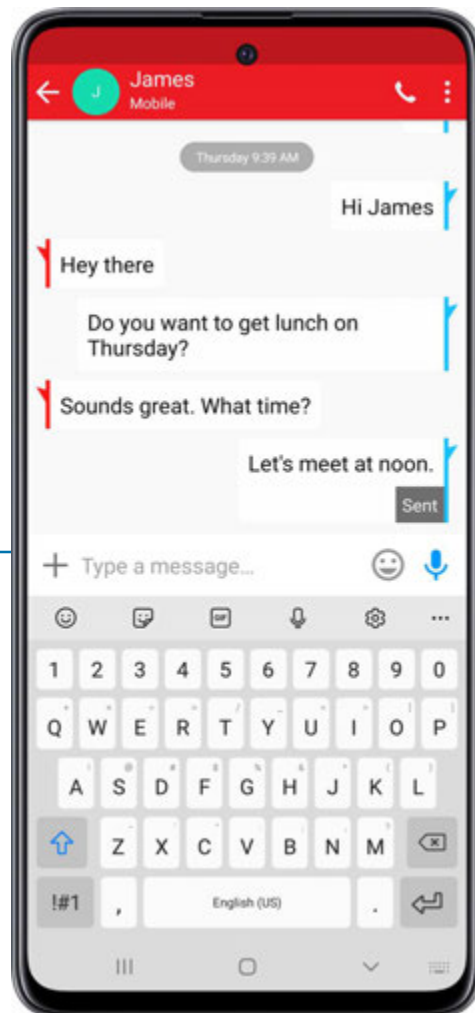 James
J
Mobile
Thursday 9:39 AM
Hi James
Hey there
Do you want to get lunch on
Thursday?
Sounds great. What time?
Let's meet at noon.
Sent
Type a message...
GIF
1 2 3 4 5 6 7 8 9 0
Q W E R T Y U I O P
A S D F G H J K L
Z X C V B N M
!#1 , English (US) .